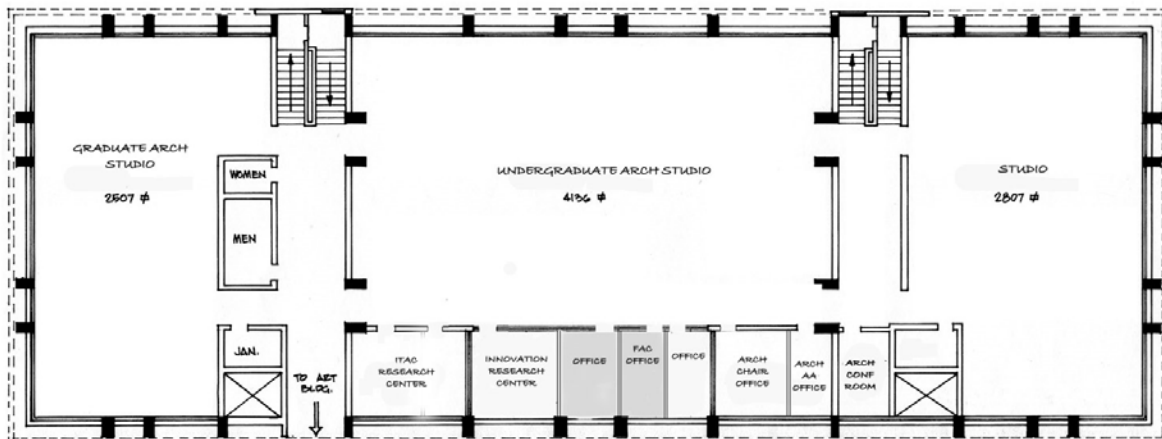 GRADUATE ARCH
STUDIO
2507 ⏀
WOMEN
MEN
JAN.
TO ART
BLDG.
UNDERGRADUATE ARCH STUDIO
4136 ⏀
STUDIO
2807 ⏀
ITAC
RESEARCH
CENTER
INNOVATION
RESEARCH
CENTER
OFFICE
FAC
OFFICE
OFFICE
ARCH
CHAIR
OFFICE
ARCH
AA
OFFICE
ARCH
CONF
ROOM